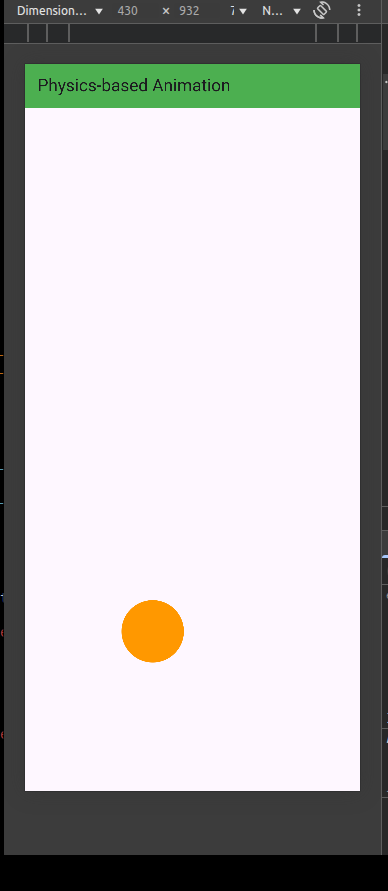 Dimension... 430 × 932 N...
Physics-based Animation